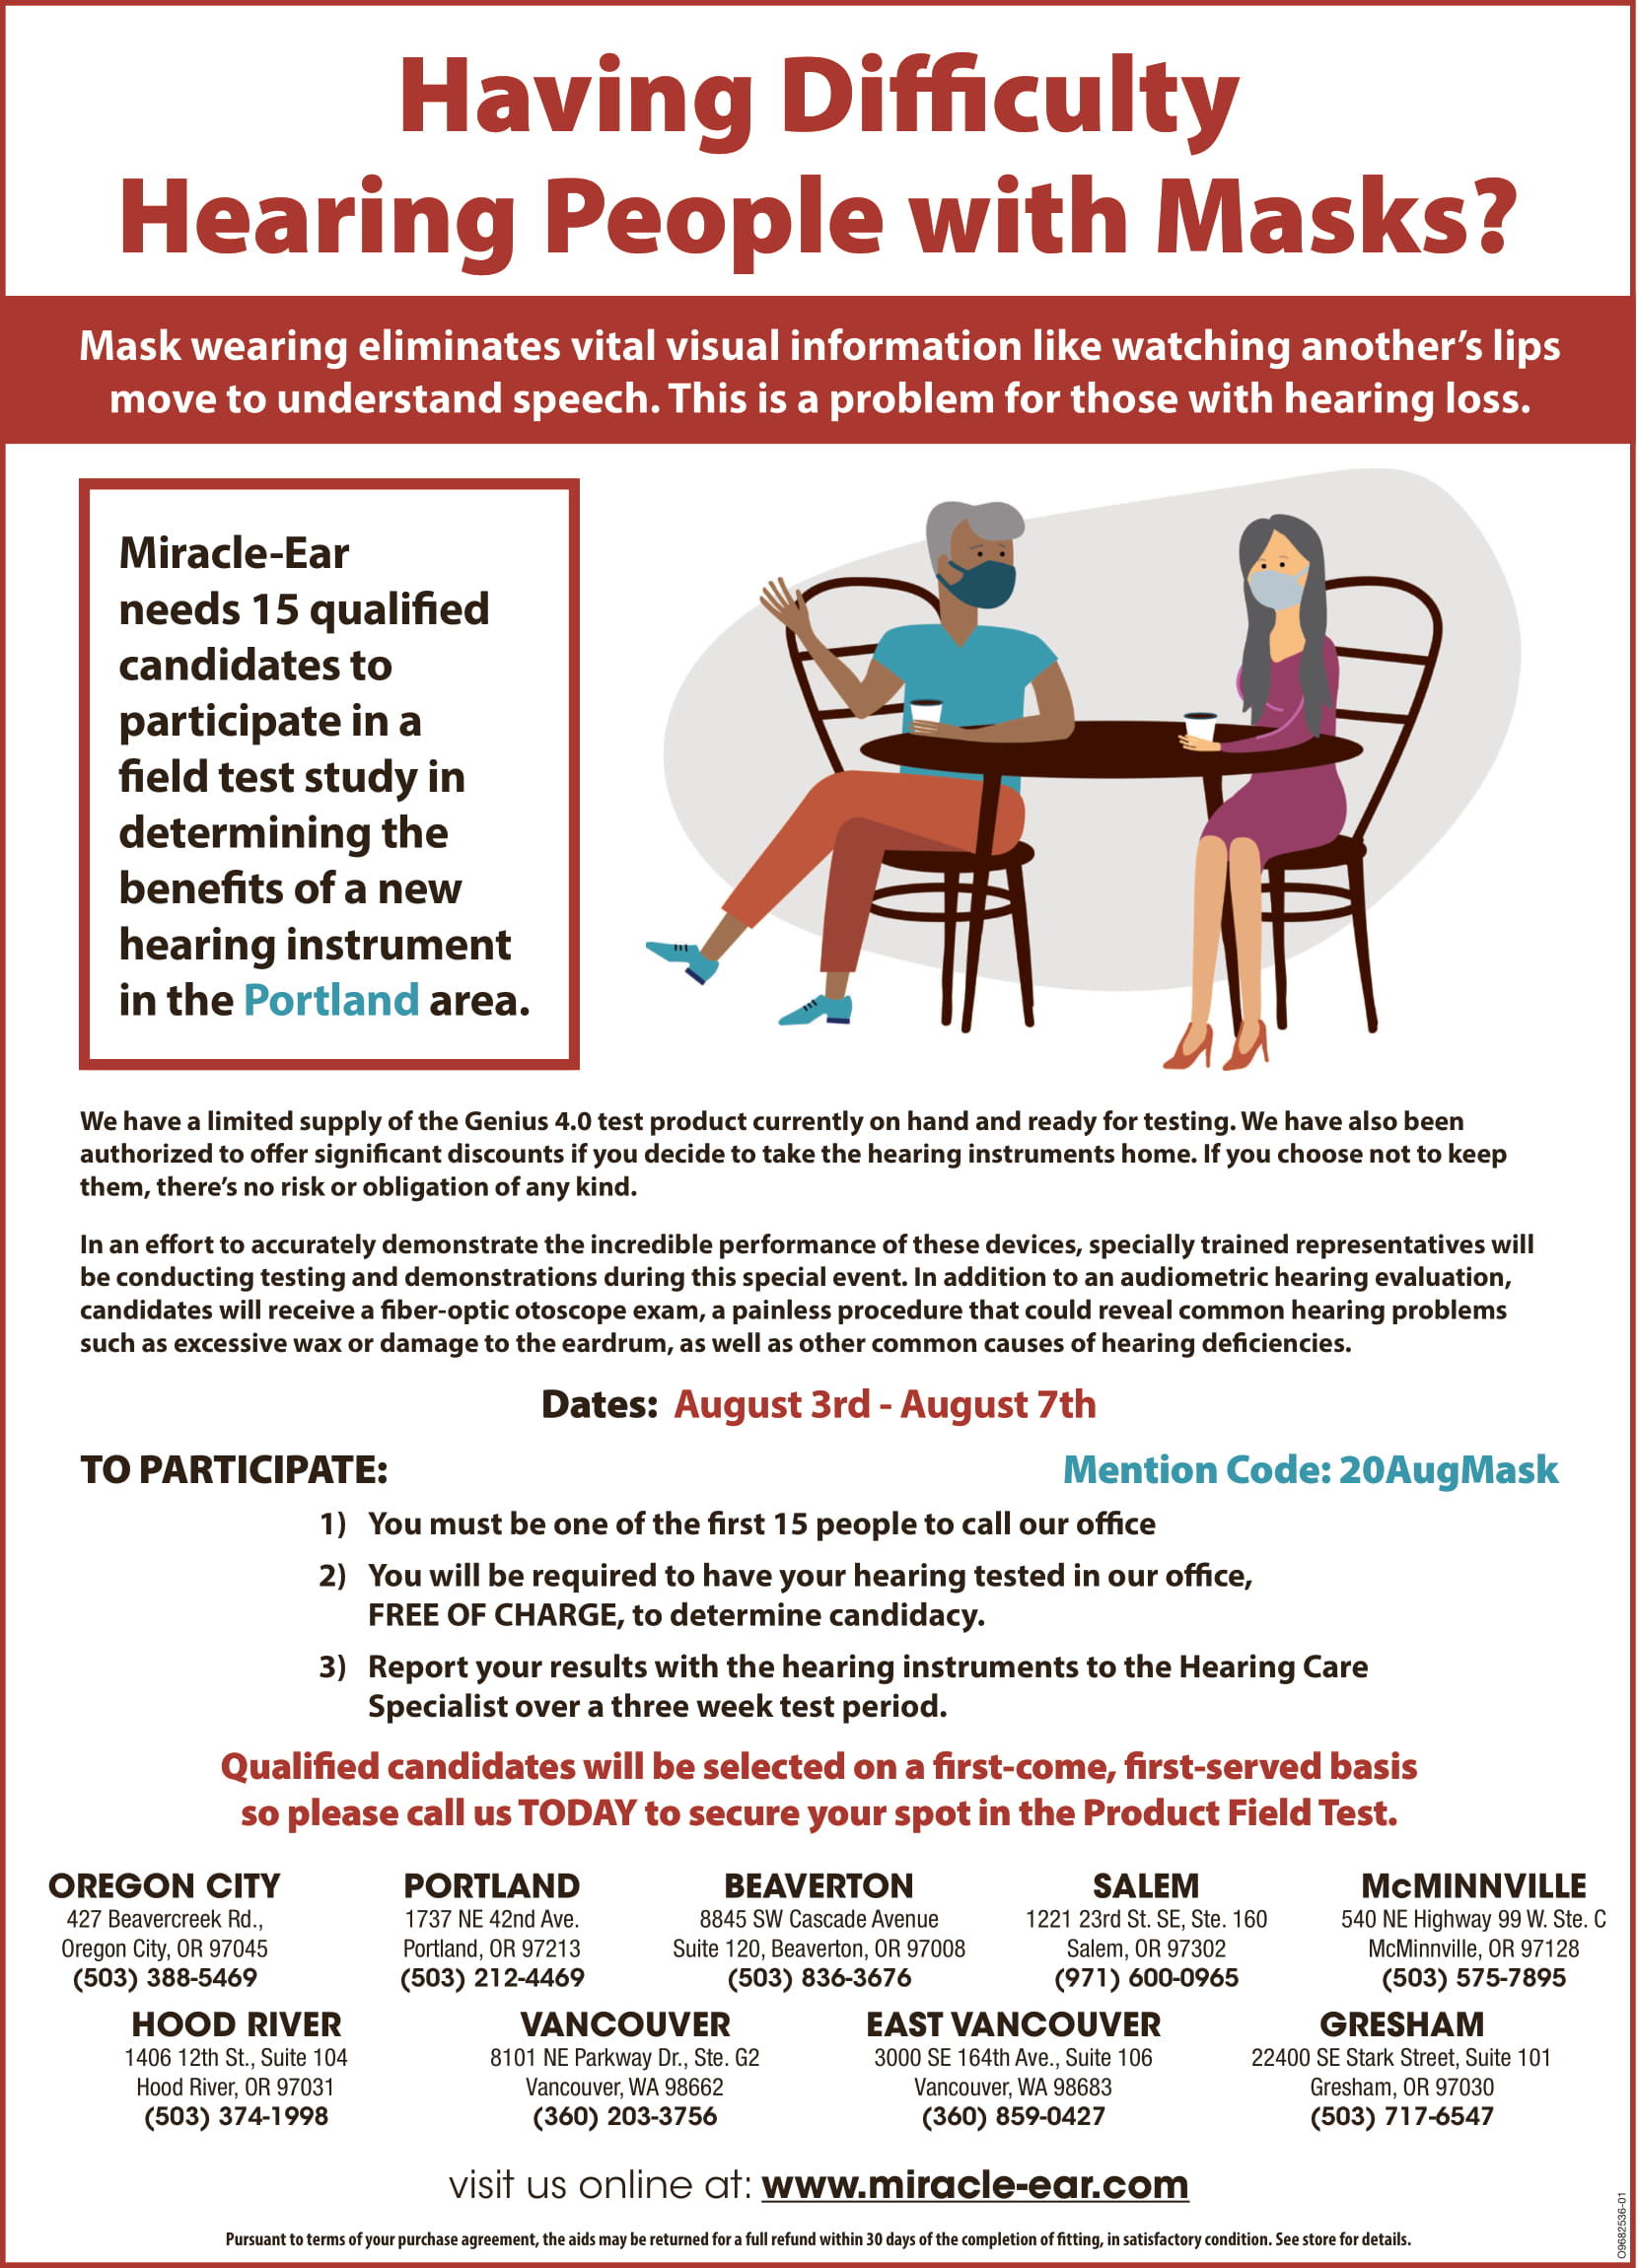 Having Difficulty
Hearing People with Masks?
Mask wearing eliminates vital visual information like watching another’s lips
move to understand speech. This is a problem for those with hearing loss.
Miracle-Ear
needs 15 qualified
candidates to
participate in a
field test study in
determining the
benefits of a new
hearing instrument
in the Portland area.
We have a limited supply of the Genius 4.0 test product currently on hand and ready for testing. We have also been
authorized to offer significant discounts if you decide to take the hearing instruments home. If you choose not to keep
them, there’s no risk or obligation of any kind.
In an effort to accurately demonstrate the incredible performance of these devices, specially trained representatives will
be conducting testing and demonstrations during this special event. In addition to an audiometric hearing evaluation,
candidates will receive a fiber-optic otoscope exam, a painless procedure that could reveal common hearing problems
such as excessive wax or damage to the eardrum, as well as other common causes of hearing deficiencies.
Dates: August 3rd - August 7th
TO PARTICIPATE:
Mention Code: 20AugMask
1) You must be one of the first 15 people to call our office
2) You will be required to have your hearing tested in our office,
FREE OF CHARGE, to determine candidacy.
3) Report your results with the hearing instruments to the Hearing Care
Specialist over a three week test period.
Qualified candidates will be selected on a first-come, first-served basis
so please call us TODAY to secure your spot in the Product Field Test.
OREGON CITY
427 Beavercreek Rd.,
Oregon City, OR 97045
(503) 388-5469
PORTLAND
1737 NE 42nd Ave.
Portland, OR 97213
(503) 212-4469
BEAVERTON
8845 SW Cascade Avenue
Suite 120, Beaverton, OR 97008
(503) 836-3676
SALEM
1221 23rd St. SE, Ste. 160
Salem, OR 97302
(971) 600-0965
McMINNVILLE
540 NE Highway 99 W. Ste. C
McMinnville, OR 97128
(503) 575-7895
HOOD RIVER
1406 12th St., Suite 104
Hood River, OR 97031
(503) 374-1998
VANCOUVER
8101 NE Parkway Dr., Ste. G2
Vancouver, WA 98662
(360) 203-3756
EAST VANCOUVER
3000 SE 164th Ave., Suite 106
Vancouver, WA 98683
(360) 859-0427
GRESHAM
22400 SE Stark Street, Suite 101
Gresham, OR 97030
(503) 717-6547
visit us online at: www.miracle-ear.com
Pursuant to terms of your purchase agreement, the aids may be returned for a full refund within 30 days of the completion of fitting, in satisfactory condition. See store for details.
O9682536-01